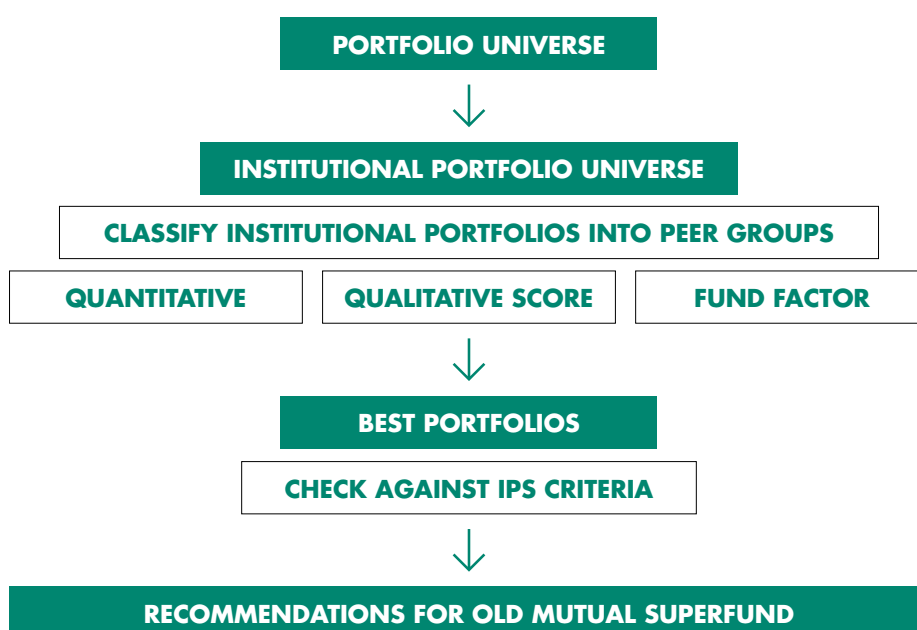 PORTFOLIO UNIVERSE
INSTITUTIONAL PORTFOLIO UNIVERSE
CLASSIFY INSTITUTIONAL PORTFOLIOS INTO PEER GROUPS
QUANTITATIVE
QUALITATIVE SCORE
FUND FACTOR
BEST PORTFOLIOS
CHECK AGAINST IPS CRITERIA
RECOMMENDATIONS FOR OLD MUTUAL SUPERFUND